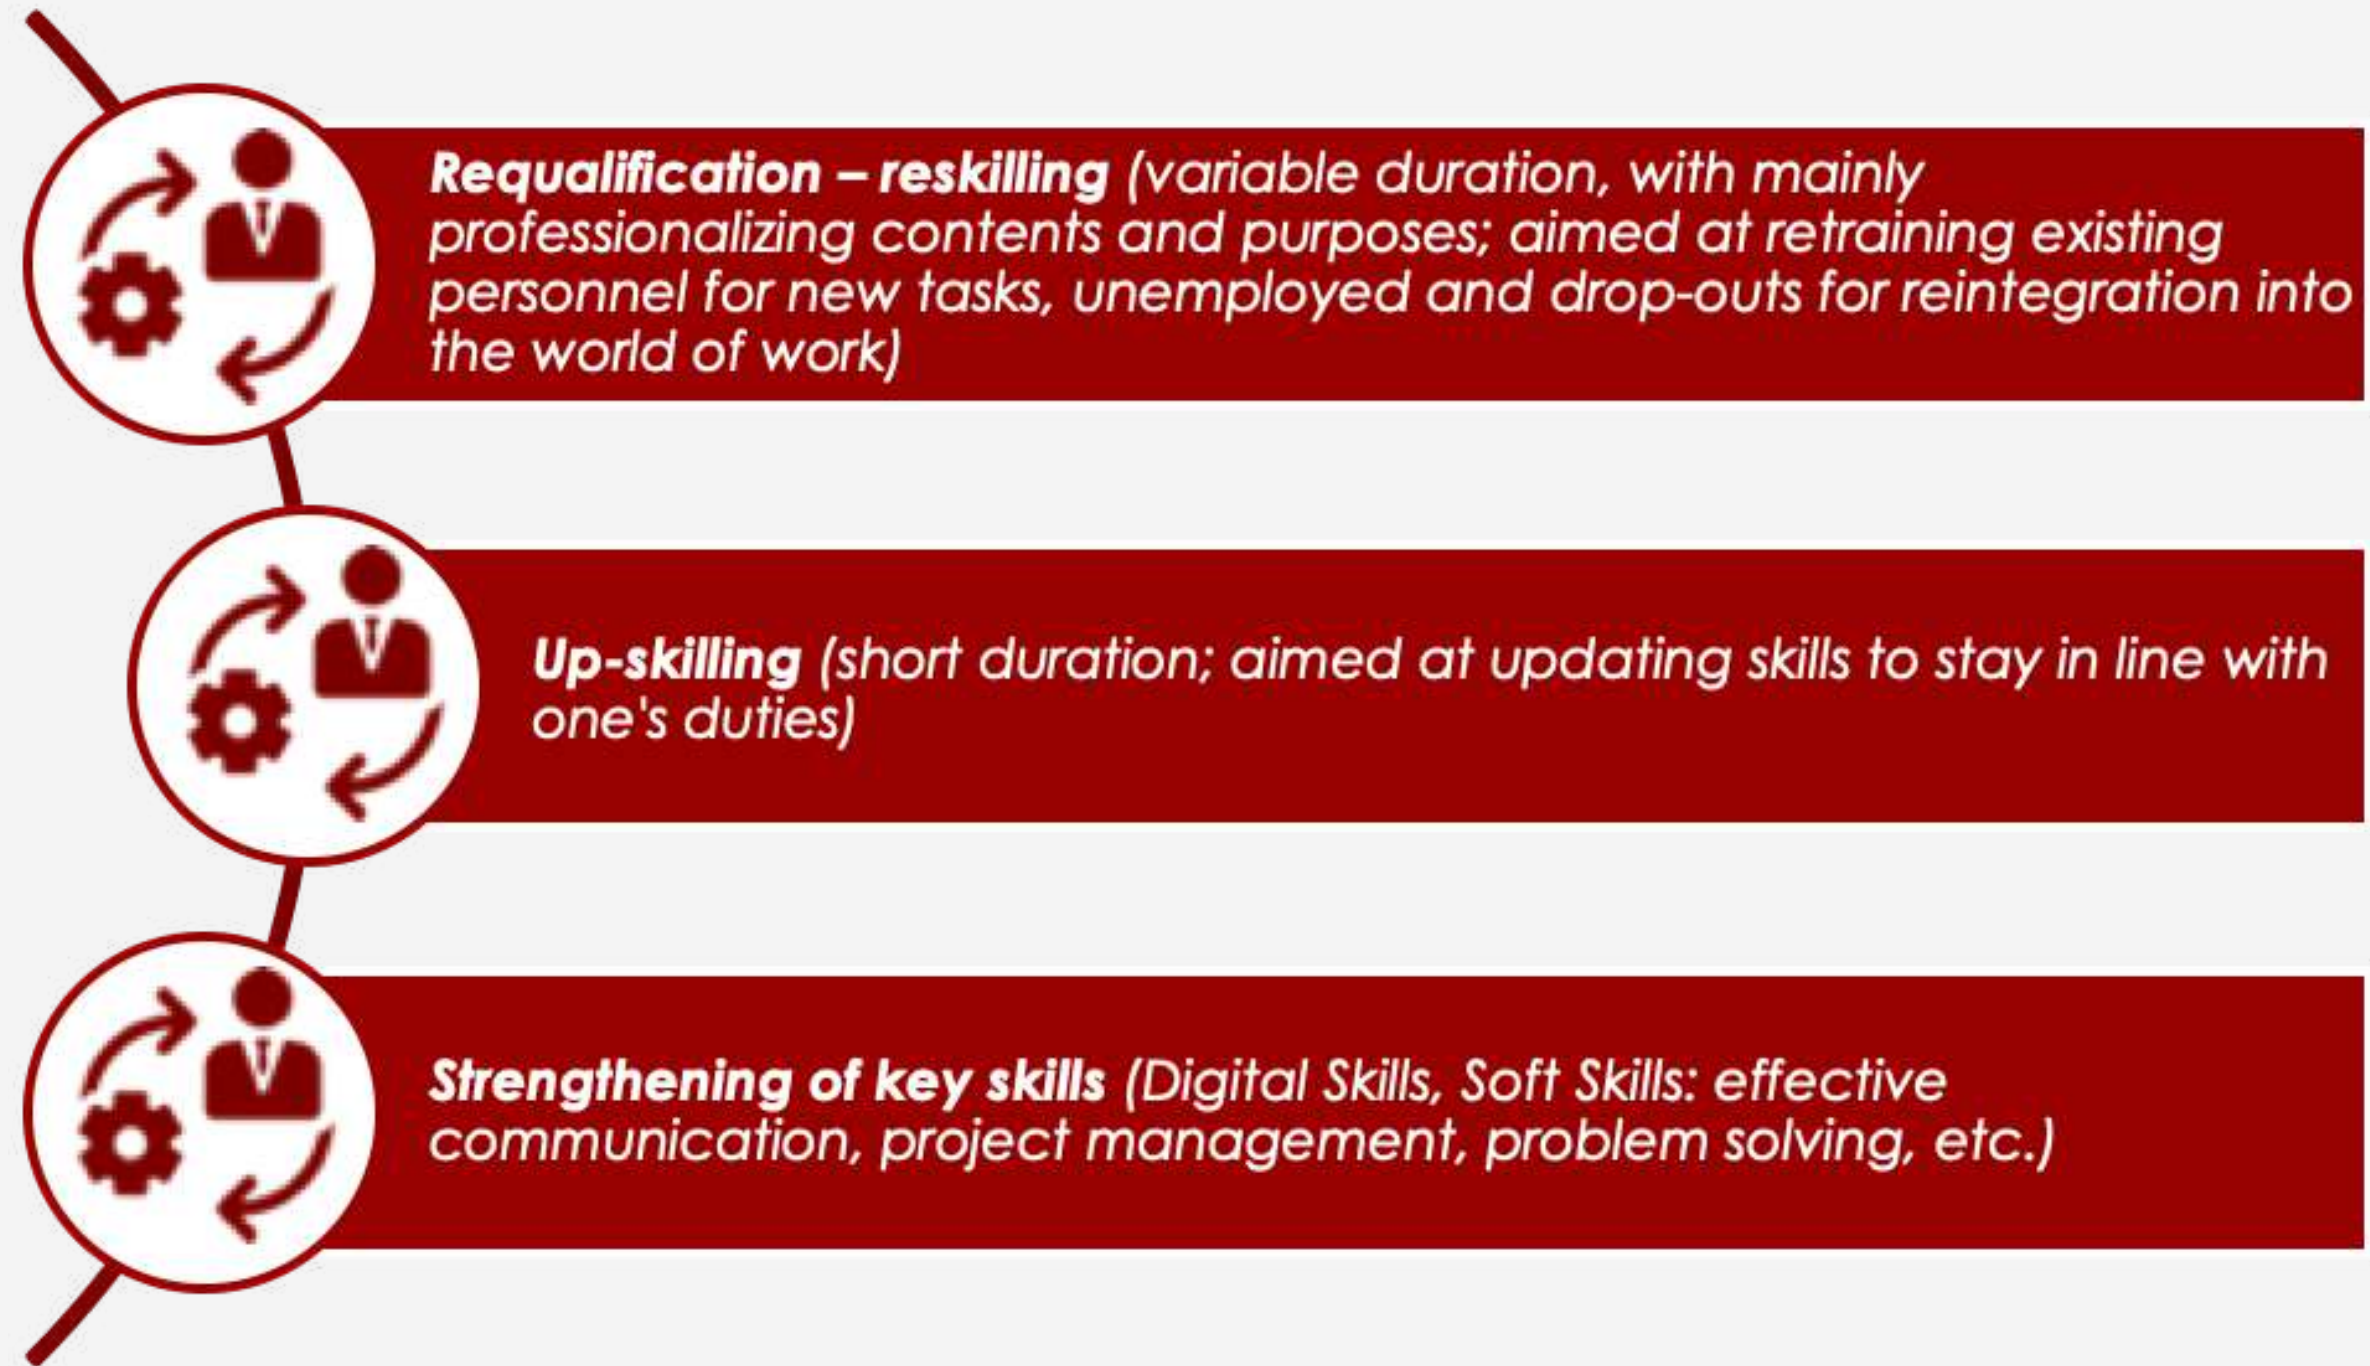 Requalification – reskilling (variable duration, with mainly
professionalizing contents and purposes; aimed at retraining existing
personnel for new tasks, unemployed and drop-outs for reintegration into
the world of work)
Up-skilling (short duration; aimed at updating skills to stay in line with
one's duties)
Strengthening of key skills (Digital Skills, Soft Skills: effective
communication, project management, problem solving, etc.)